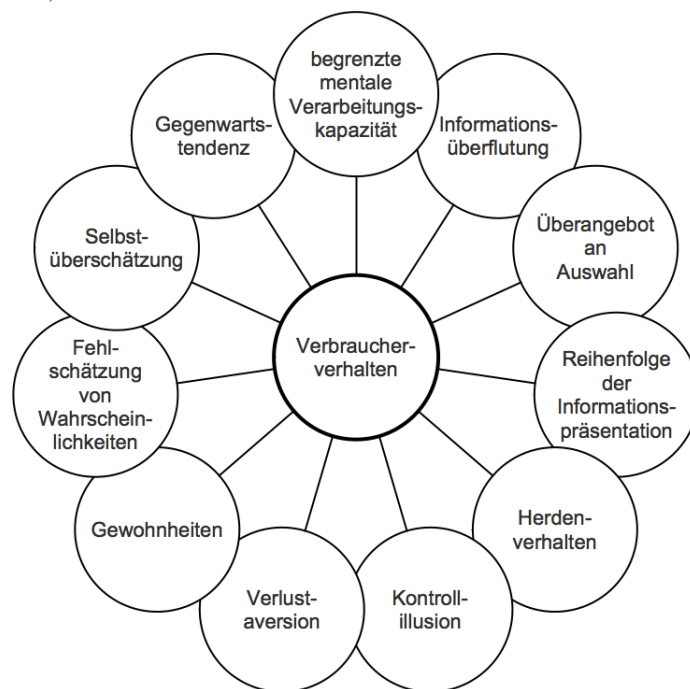 begrenzte
mentale
Verarbeitungs-
kapazität
Informations-
überflutung
Überangebot
an
Auswahl
Reihenfolge
der
Informations-
präsentation
Herden-
verhalten
Kontroll-
illusion
Verlust-
aversion
Gewohnheiten
Fehl-
schätzung
von
Wahrschein-
lichkeiten
Selbst-
überschätzung
Gegenwarts-
tendenz
Verbraucher-
verhalten